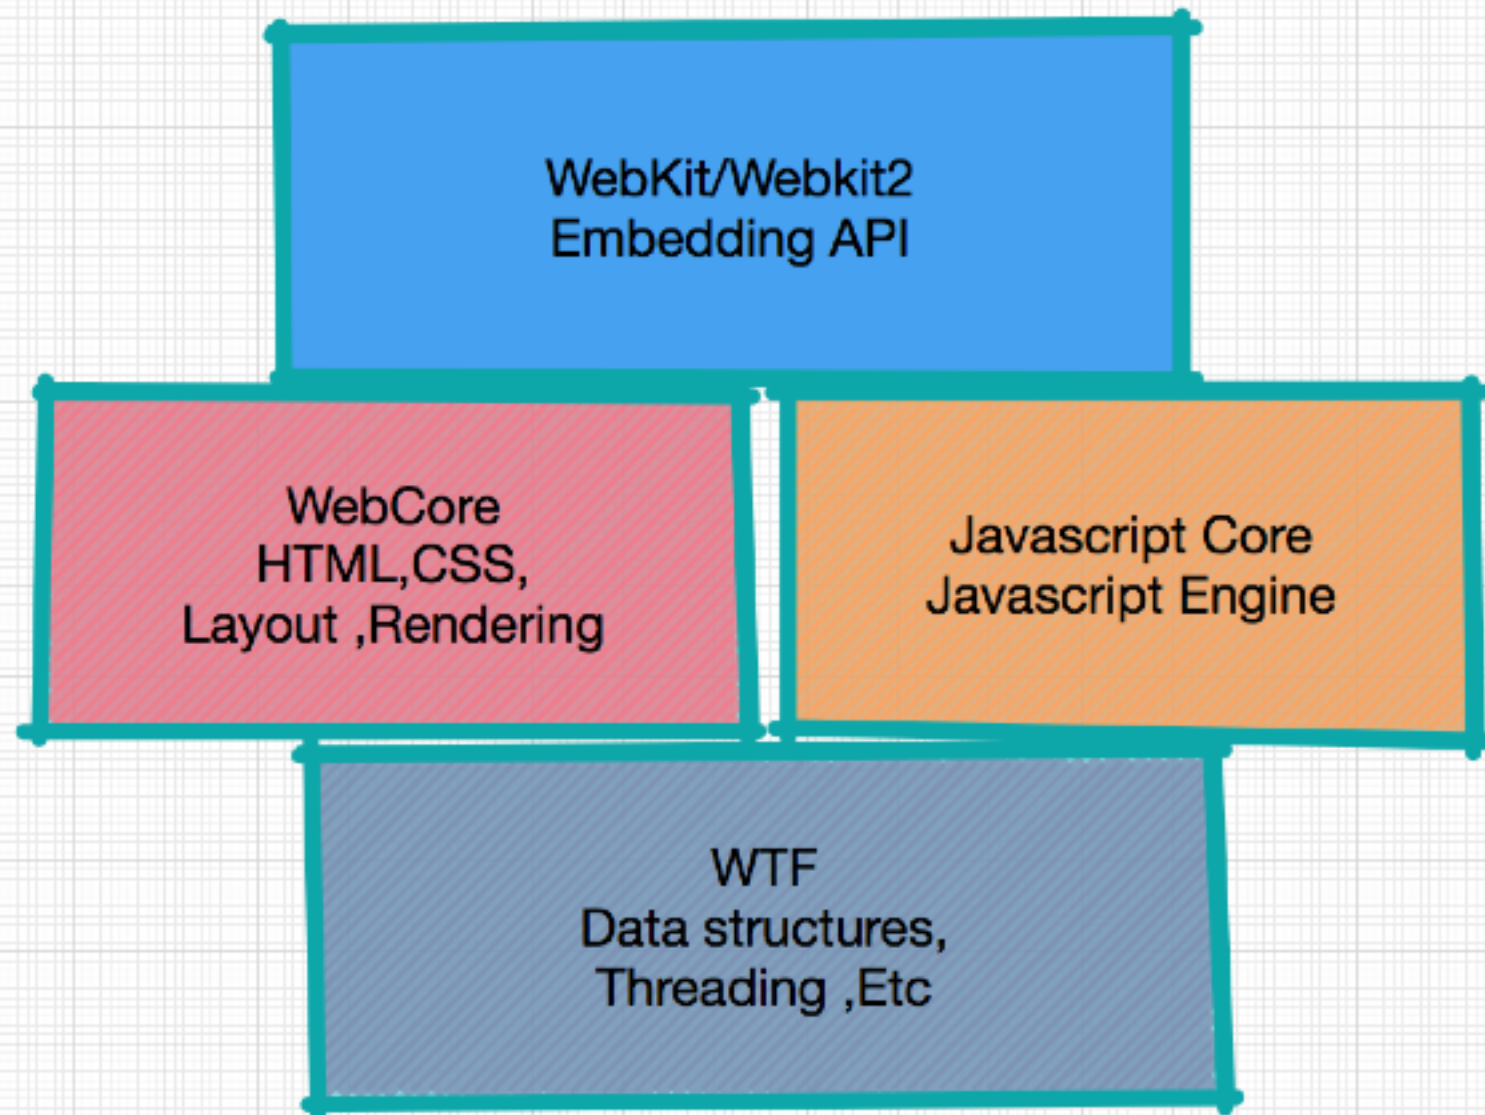 WebKit/Webkit2
Embedding API
WebCore
HTML,CSS,
Layout ,Rendering
Javascript Core
Javascript Engine
WTF
Data structures,
Threading ,Etc